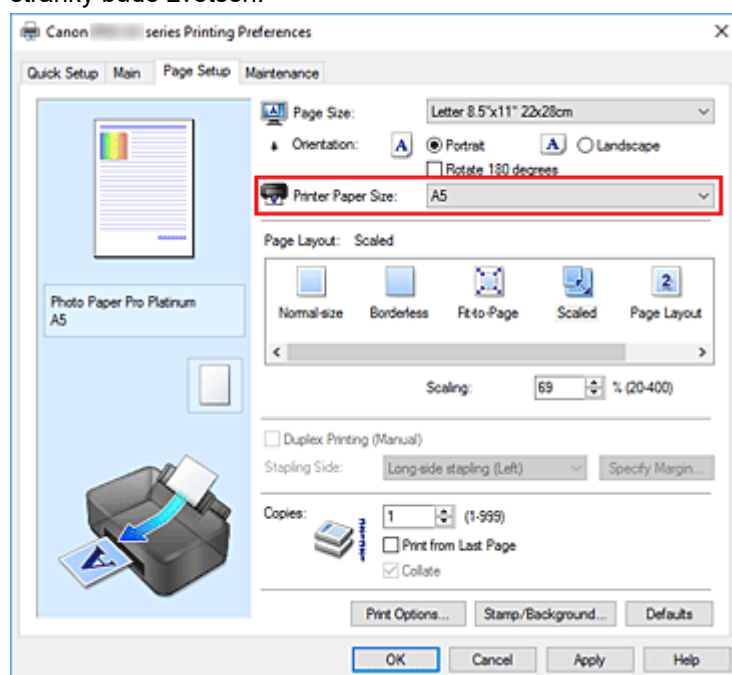 stránky bude zvětšen.
Canon series Printing Preferences
Quick Setup Main Page Setup Maintenance
Page Size: Letter 8.5"x11" 22x28cm
Orientation: A Portrait A Landscape
Rotate 180 degrees
Printer Paper Size: A5
Page Layout: Scaled
Normal-size Borderless Fit-to-Page Scaled 2 Page Layout
Photo Paper Pro Platinum
A5
Scaling: 69 % (20-400)
Duplex Printing (Manual)
Stapling Side: Long-side stapling (Left) Specify Margin...
Copies: 1 (1-999)
Print from Last Page
Collate
A
Print Options... Stamp/Background... Defaults
OK Cancel Apply Help